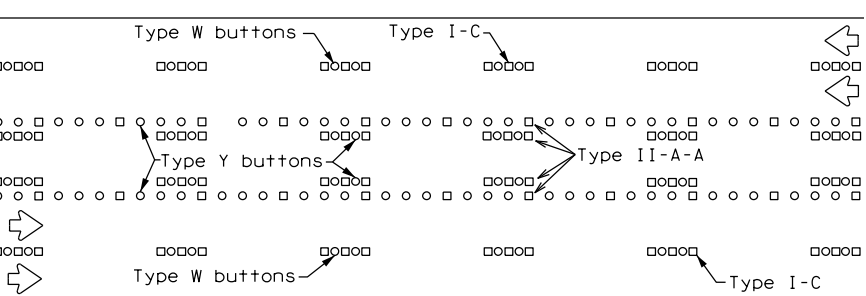 Type W buttons
Type I-C
Type Y buttons
Type II-A-A
Type W buttons
Type I-C